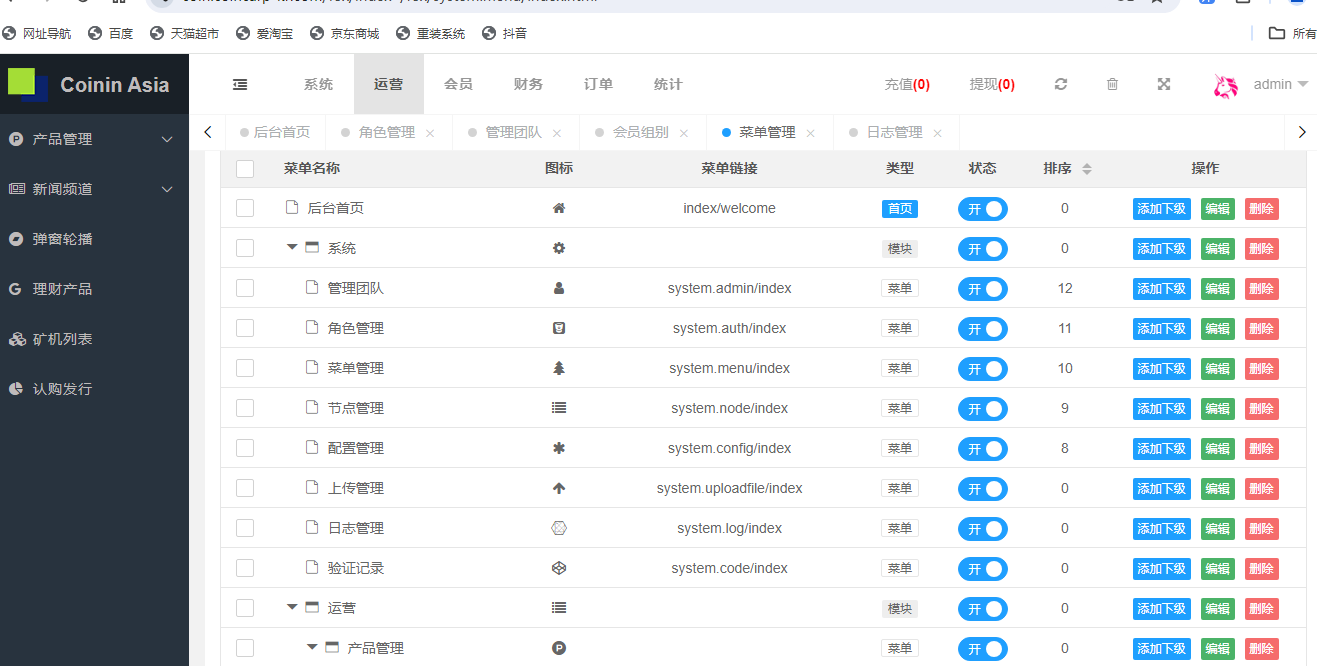 网址导航 百度 天猫超市 爱淘宝 京东商城 重装系统 抖音 所有
Coinin Asia 系统 运营 会员 财务 订单 统计 充值(0) 提现(0) admin
后台首页 角色管理 管理团队 会员组别 菜单管理 日志管理
产品管理
新闻频道
弹窗轮播
理财产品
矿机列表
认购发行
菜单名称 图标 菜单链接 类型 状态 排序 操作
后台首页 index/welcome 首页 开 0 添加下级 编辑 删除
系统 模块 开 0 添加下级 编辑 删除
管理团队 system.admin/index 菜单 开 12 添加下级 编辑 删除
角色管理 system.auth/index 菜单 开 11 添加下级 编辑 删除
菜单管理 system.menu/index 菜单 开 10 添加下级 编辑 删除
节点管理 system.node/index 菜单 开 9 添加下级 编辑 删除
配置管理 system.config/index 菜单 开 8 添加下级 编辑 删除
上传管理 system.uploadfile/index 菜单 开 0 添加下级 编辑 删除
日志管理 system.log/index 菜单 开 0 添加下级 编辑 删除
验证记录 system.code/index 菜单 开 0 添加下级 编辑 删除
运营 模块 开 0 添加下级 编辑 删除
产品管理 菜单 开 0 添加下级 编辑 删除